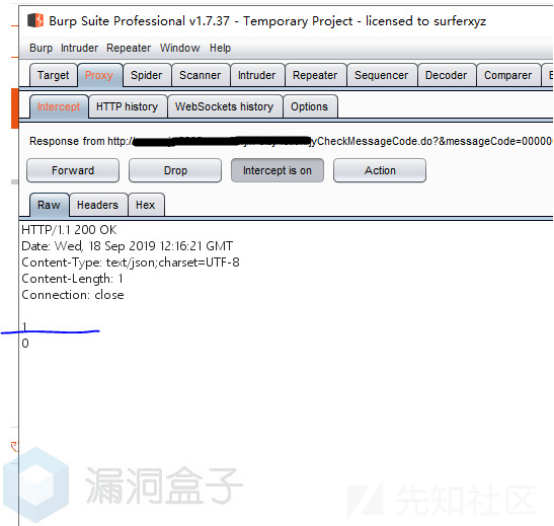 Burp Suite Professional v1.7.37 - Temporary Project - licensed to surferxyz
Burp Intruder Repeater Window Help
Target Proxy Spider Scanner Intruder Repeater Sequencer Decoder Comparer
Intercept HTTP history WebSockets history Options
Response from http:/ jyCheckMessageCode.do?&messageCode=00000
Forward Drop Intercept is on Action
Raw Headers Hex
HTTP/1.1 200 OK
Date: Wed, 18 Sep 2019 12:16:21 GMT
Content-Type: text/json;charset=UTF-8
Content-Length: 1
Connection: close
1
0
漏洞盒子
先知社区